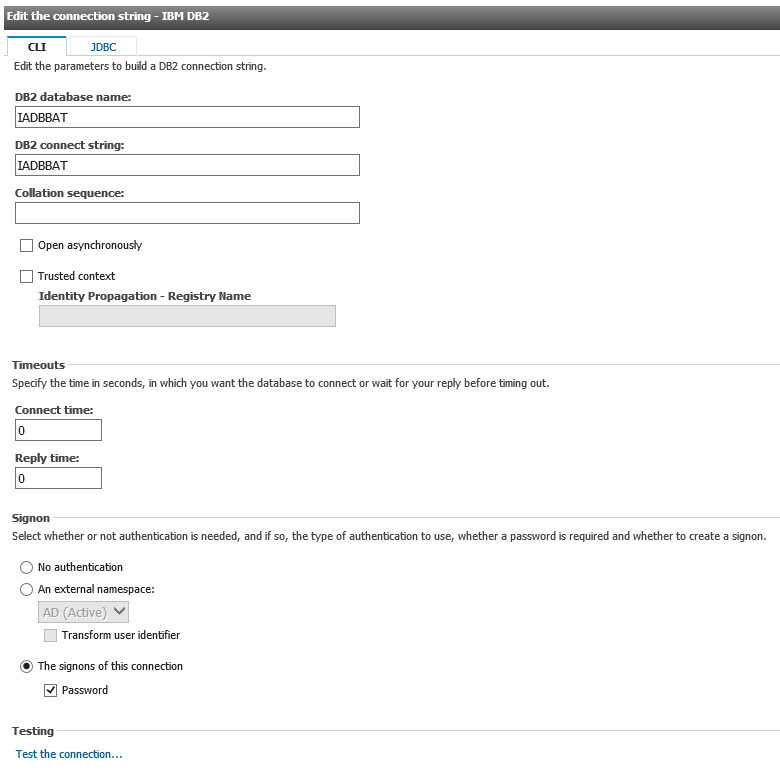 Edit the connection string - IBM DB2
CLI
JDBC
Edit the parameters to build a DB2 connection string.
DB2 database name:
IADBBAT
DB2 connect string:
IADBBAT
Collation sequence:
Open asynchronously
Trusted context
Identity Propagation - Registry Name
Timeouts
Specify the time in seconds, in which you want the database to connect or wait for your reply before timing out.
Connect time:
0
Reply time:
0
Signon
Select whether or not authentication is needed, and if so, the type of authentication to use, whether a password is required and whether to create a signon.
No authentication
An external namespace:
AD (Active)
Transform user identifier
The signons of this connection
Password
Testing
Test the connection...